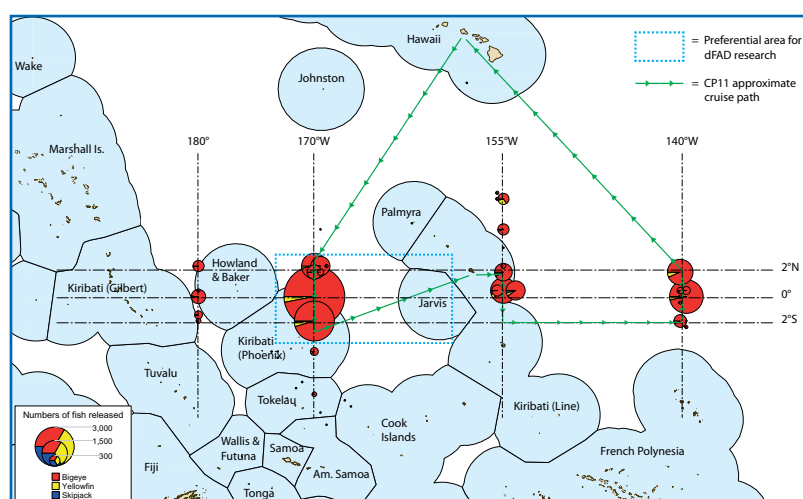 Hawaii
= Preferential area for
dFAD research
Wake
Johnston
= CP11 approximate
cruise path
180°
170°W
155°W
140°W
Marshall Is.
Palmyra
Howland
& Baker
2°N
Kiribati (Gilbert)
Jarvis
0°
2°S
Kiribati
(Phoenix)
Tuvalu
Tokelau
Kiribati (Line)
Numbers of fish released
3,000
1,500
300
Bigeye
Yellowfin
Skipjack
Cook
Islands
Wallis &
Futuna
Samoa
French Polynesia
Fiji
Am. Samoa
Tonga